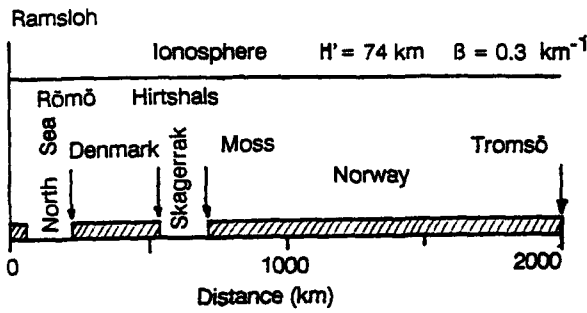 Ramsloh
Ionosphere H' = 74 km ß = 0.3 km⁻¹
Römö Hirtshals
North Sea
Denmark
Skagerrak
Moss
Norway
Tromsö
0 1000 2000
Distance (km)